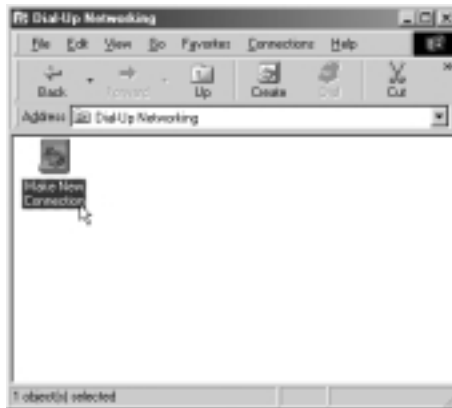 Dial-Up Networking
File Edit View Go Favorites Connections Help
Back Forward Up Create Dial Cut
Address Dial-Up Networking
Make New
Connection
1 object(s) selected